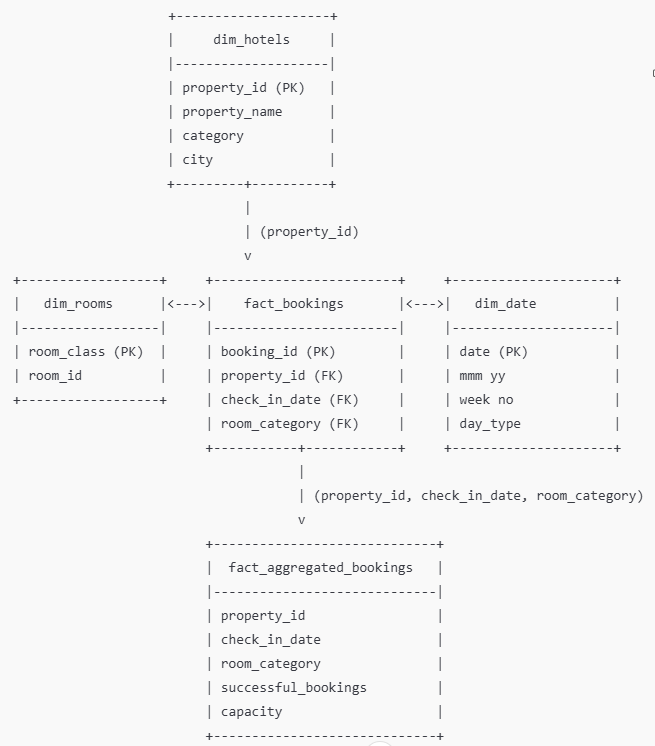 +--------------------+
|     dim_hotels     |
|--------------------|
| property_id (PK)   |
| property_name      |
| category           |
| city               |
+---------+----------+
|
| (property_id)
v
+------------------+     +------------------------+     +---------------------+
|   dim_rooms      |<--->|    fact_bookings       |<--->|   dim_date          |
|------------------|     |------------------------|     |---------------------|
| room_class (PK)  |     | booking_id (PK)        |     | date (PK)           |
| room_id          |     | property_id (FK)       |     | mmm yy              |
+------------------+     | check_in_date (FK)     |     | week no             |
| room_category (FK)     |     | day_type            |
+-----------+------------+     +---------------------+
|
| (property_id, check_in_date, room_category)
v
+----------------------------+
|  fact_aggregated_bookings   |
|----------------------------|
| property_id                 |
| check_in_date               |
| room_category               |
| successful_bookings         |
| capacity                    |
+----------------------------+